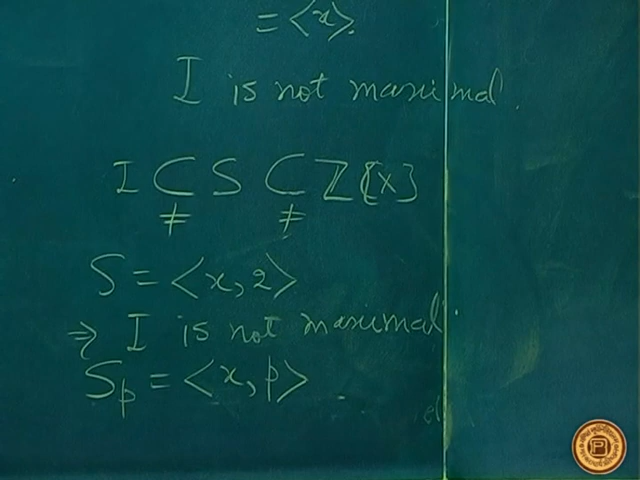 = <x>.
I is not maximal.
I ⊊ S ⊊ Z[x]
S = <x, 2>
⇒ I is not maximal.
S_p = <x, p>